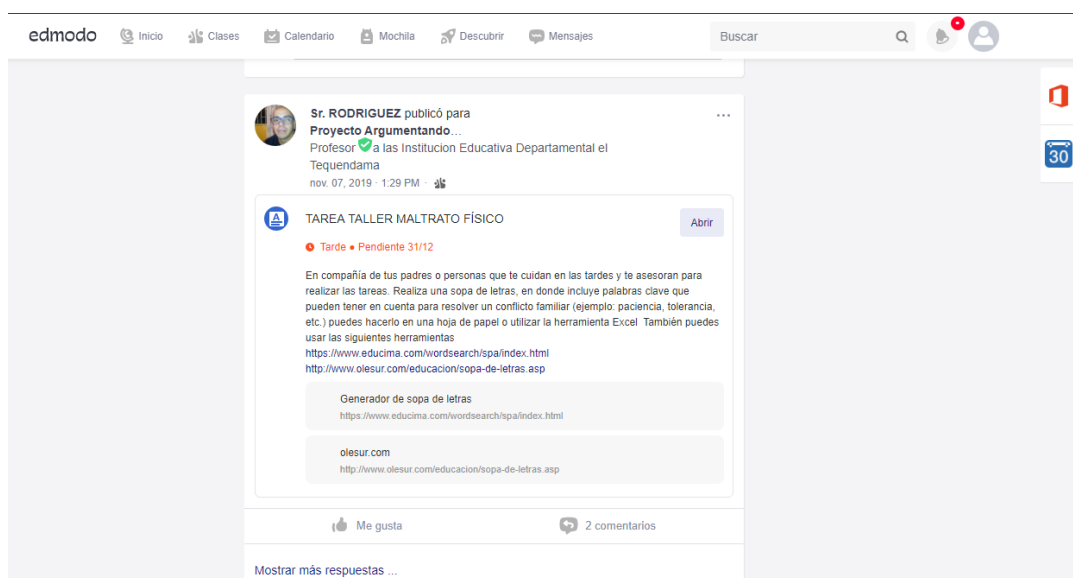 edmodo
Inicio
Clases
Calendario
Mochila
Descubrir
Mensajes
Buscar
Sr. RODRIGUEZ publicó para
Proyecto Argumentando...
Profesor a las Institucion Educativa Departamental el
Tequendama
nov. 07, 2019 · 1:29 PM ·
TAREA TALLER MALTRATO FÍSICO
Abrir
Tarde • Pendiente 31/12
En compañía de tus padres o personas que te cuidan en las tardes y te asesoran para
realizar las tareas. Realiza una sopa de letras, en donde incluye palabras clave que
pueden tener en cuenta para resolver un conflicto familiar (ejemplo: paciencia, tolerancia,
etc.) puedes hacerlo en una hoja de papel o utilizar la herramienta Excel También puedes
usar las siguientes herramientas
https://www.educima.com/wordsearch/spa/index.html
http://www.olesur.com/educacion/sopa-de-letras.asp
Generador de sopa de letras
https://www.educima.com/wordsearch/spa/index.html
olesur.com
http://www.olesur.com/educacion/sopa-de-letras.asp
Me gusta
2 comentarios
Mostrar más respuestas ...
30